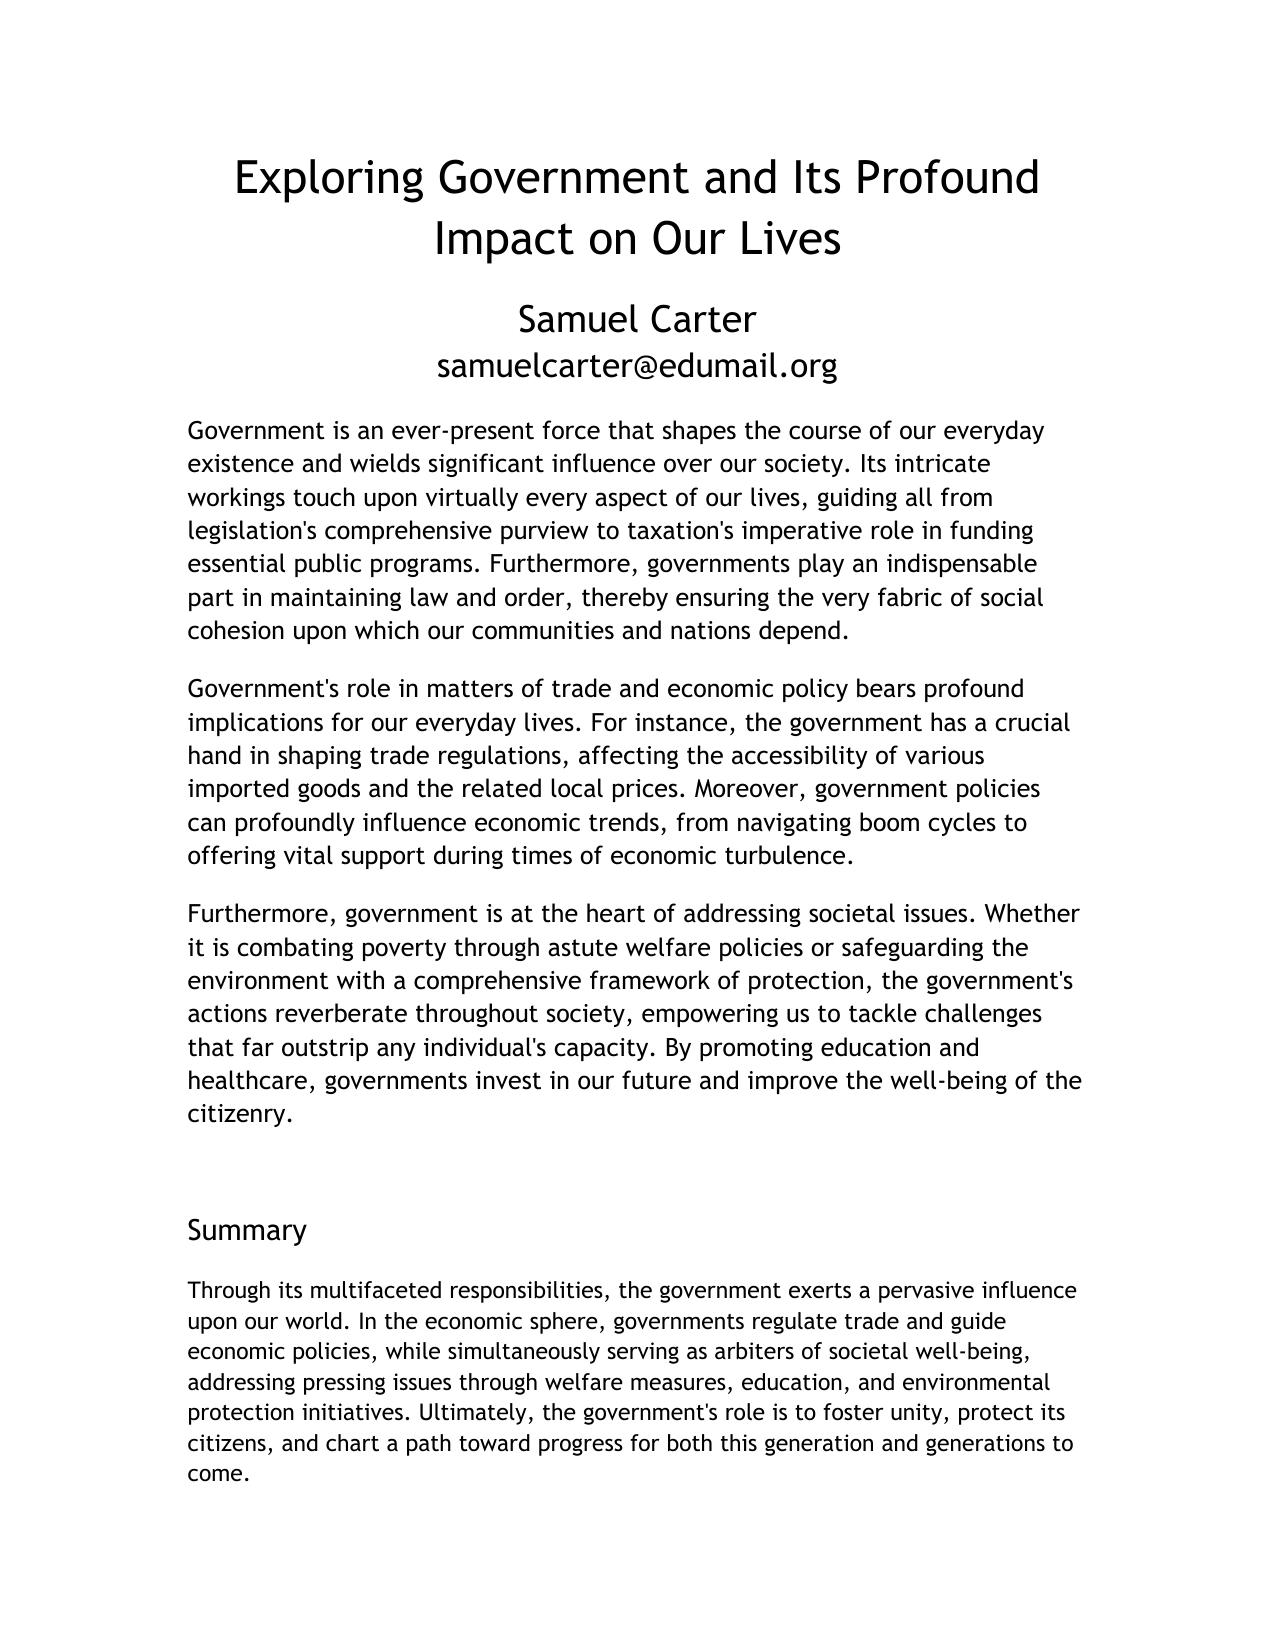 Exploring Government and Its Profound
Impact on Our Lives
Samuel Carter
samuelcarter@edumail.org
Government is an ever-present force that shapes the course of our everyday
existence and wields significant influence over our society. Its intricate
workings touch upon virtually every aspect of our lives, guiding all from
legislation's comprehensive purview to taxation's imperative role in funding
essential public programs. Furthermore, governments play an indispensable
part in maintaining law and order, thereby ensuring the very fabric of social
cohesion upon which our communities and nations depend.
Government's role in matters of trade and economic policy bears profound
implications for our everyday lives. For instance, the government has a crucial
hand in shaping trade regulations, affecting the accessibility of various
imported goods and the related local prices. Moreover, government policies
can profoundly influence economic trends, from navigating boom cycles to
offering vital support during times of economic turbulence.
Furthermore, government is at the heart of addressing societal issues. Whether
it is combating poverty through astute welfare policies or safeguarding the
environment with a comprehensive framework of protection, the government's
actions reverberate throughout society, empowering us to tackle challenges
that far outstrip any individual's capacity. By promoting education and
healthcare, governments invest in our future and improve the well-being of the
citizenry.
Summary
Through its multifaceted responsibilities, the government exerts a pervasive influence
upon our world. In the economic sphere, governments regulate trade and guide
economic policies, while simultaneously serving as arbiters of societal well-being,
addressing pressing issues through welfare measures, education, and environmental
protection initiatives. Ultimately, the government's role is to foster unity, protect its
citizens, and chart a path toward progress for both this generation and generations to
come.